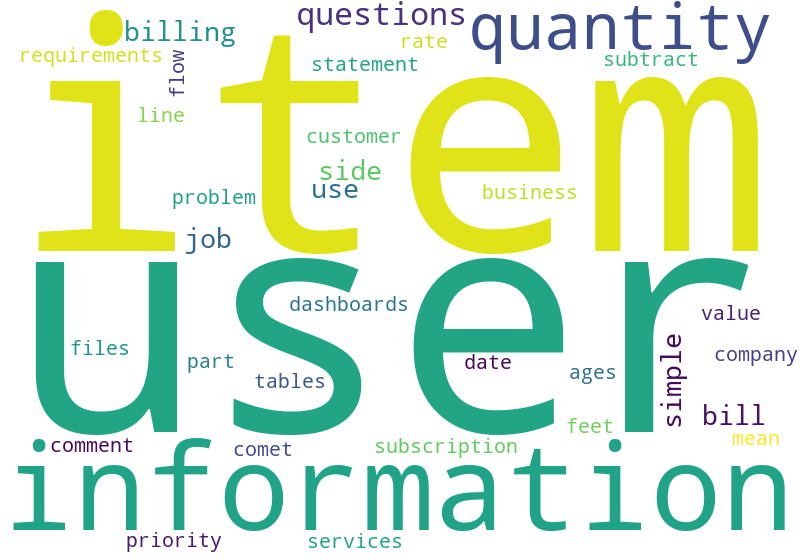 questions
quantity
billing
requirements
rate
flow
statement
subtract
item
line
customer
side
use
business
problem
job
user
dashboards
value
files
part
tables
date
ages
simple
company
bill
feet
mean
comment
comet
subscription
information
priority
services